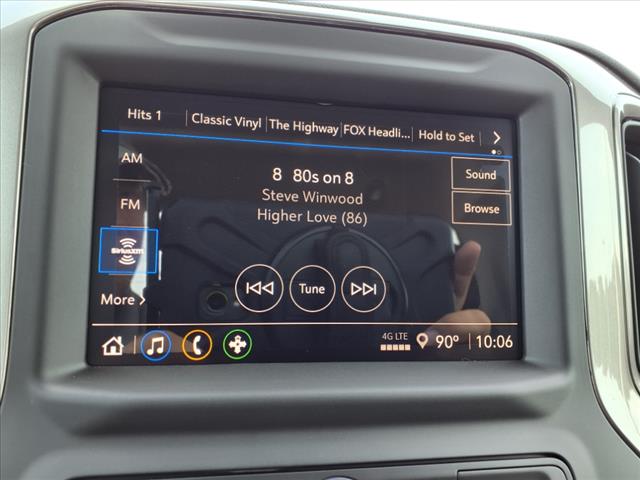 Hits 1 Classic Vinyl The Highway FOX Headli... Hold to Set
AM
8 80s on 8
Sound
Steve Winwood
FM
Higher Love (86)
Browse
SiriusXM
More
Tune
4G LTE
90° 10:06